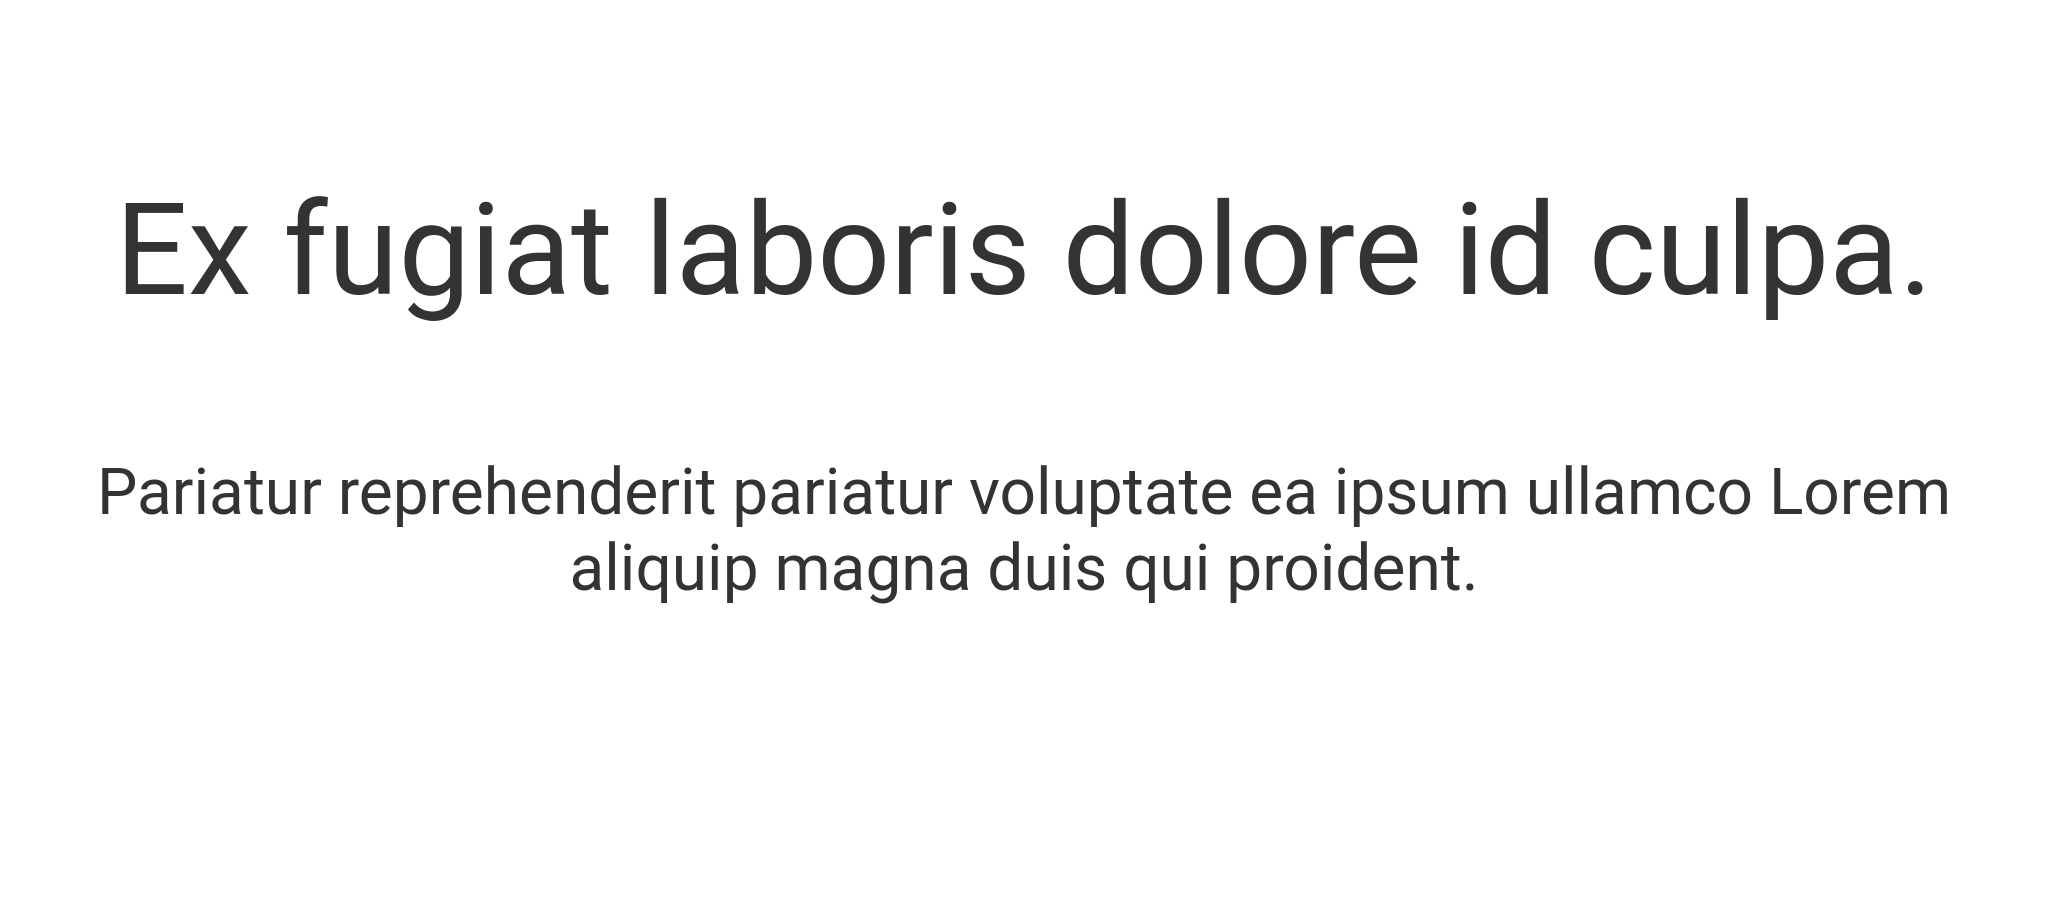 Ex fugiat laboris dolore id culpa.
Pariatur reprehenderit pariatur voluptate ea ipsum ullamco Lorem
aliquip magna duis qui proident.